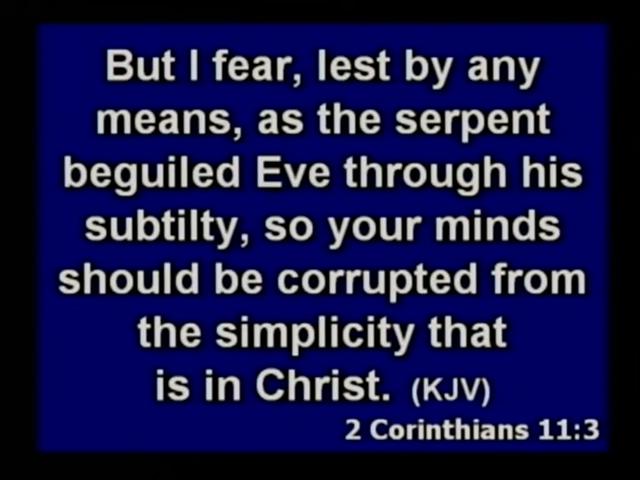 But I fear, lest by any
means, as the serpent
beguiled Eve through his
subtilty, so your minds
should be corrupted from
the simplicity that
is in Christ. (KJV)
2 Corinthians 11:3